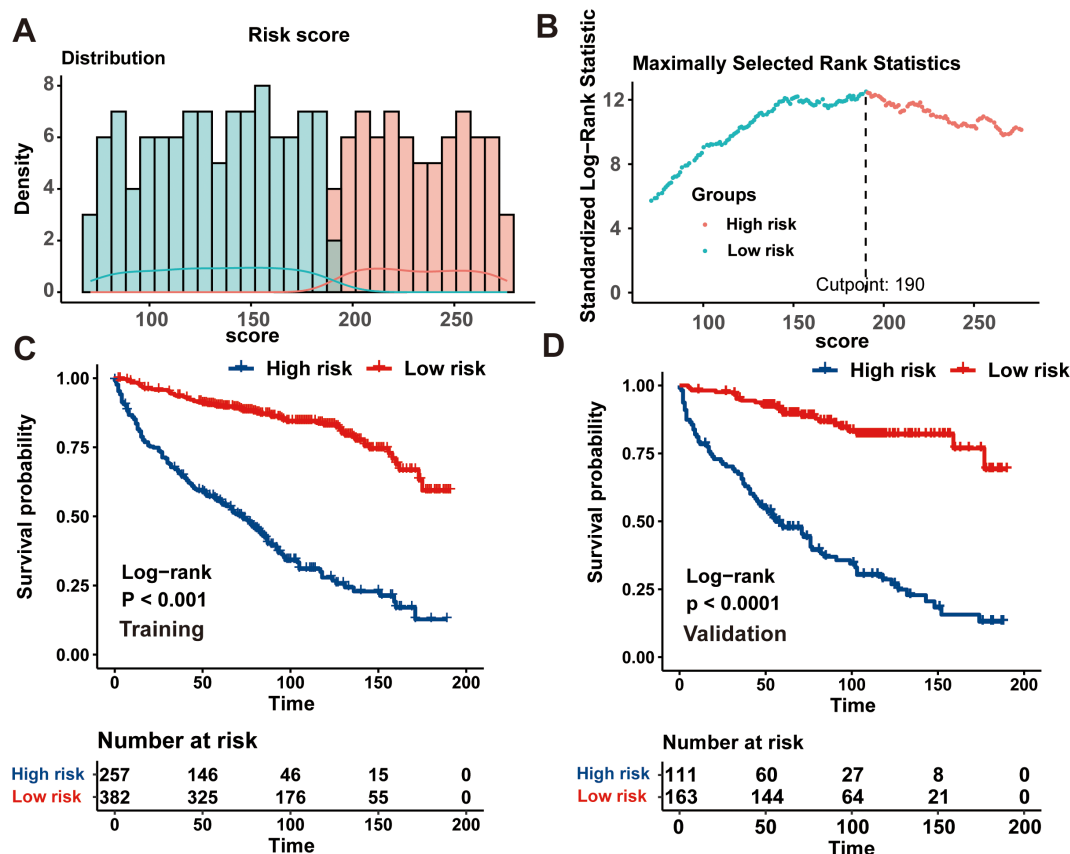 A
Risk score
Distribution
Density
8
6
4
2
0
100
150
200
250
score
B
Maximally Selected Rank Statistics
Standardized Log−Rank Statistic
12
8
4
0
Groups
High risk
Low risk
Cutpoint: 190
100
150
200
250
score
C
High risk
Low risk
Survival probability
1.00
0.75
0.50
0.25
0.00
Log−rank
P < 0.001
Training
0
50
100
150
200
Time
Number at risk
High risk 257 146 46 15 0
Low risk 382 325 176 55 0
0 50 100 150 200
Time
D
High risk
Low risk
Survival probability
1.00
0.75
0.50
0.25
0.00
Log−rank
p < 0.0001
Validation
0
50
100
150
200
Time
Number at risk
High risk 111 60 27 8 0
Low risk 163 144 64 21 0
0 50 100 150 200
Time